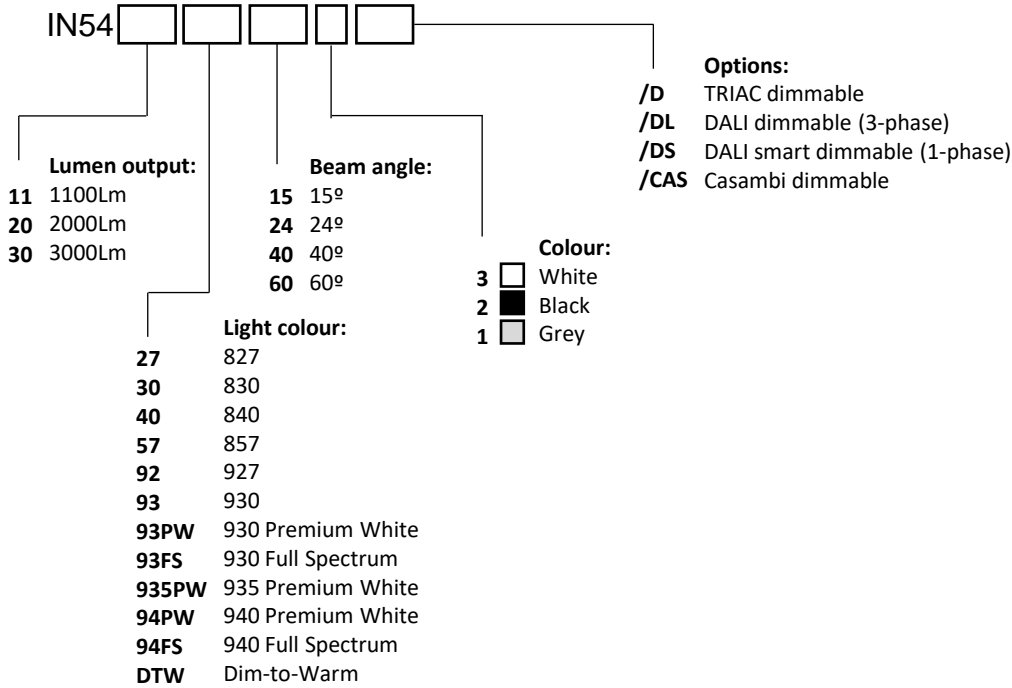 IN54
Options:
/D TRIAC dimmable
/DL DALI dimmable (3-phase)
/DS DALI smart dimmable (1-phase)
/CAS Casambi dimmable
Lumen output:
11 1100Lm
20 2000Lm
30 3000Lm
Beam angle:
15 15º
24 24º
40 40º
60 60º
Colour:
3 White
2 Black
1 Grey
Light colour:
27 827
30 830
40 840
57 857
92 927
93 930
93PW 930 Premium White
93FS 930 Full Spectrum
935PW 935 Premium White
94PW 940 Premium White
94FS 940 Full Spectrum
DTW Dim-to-Warm